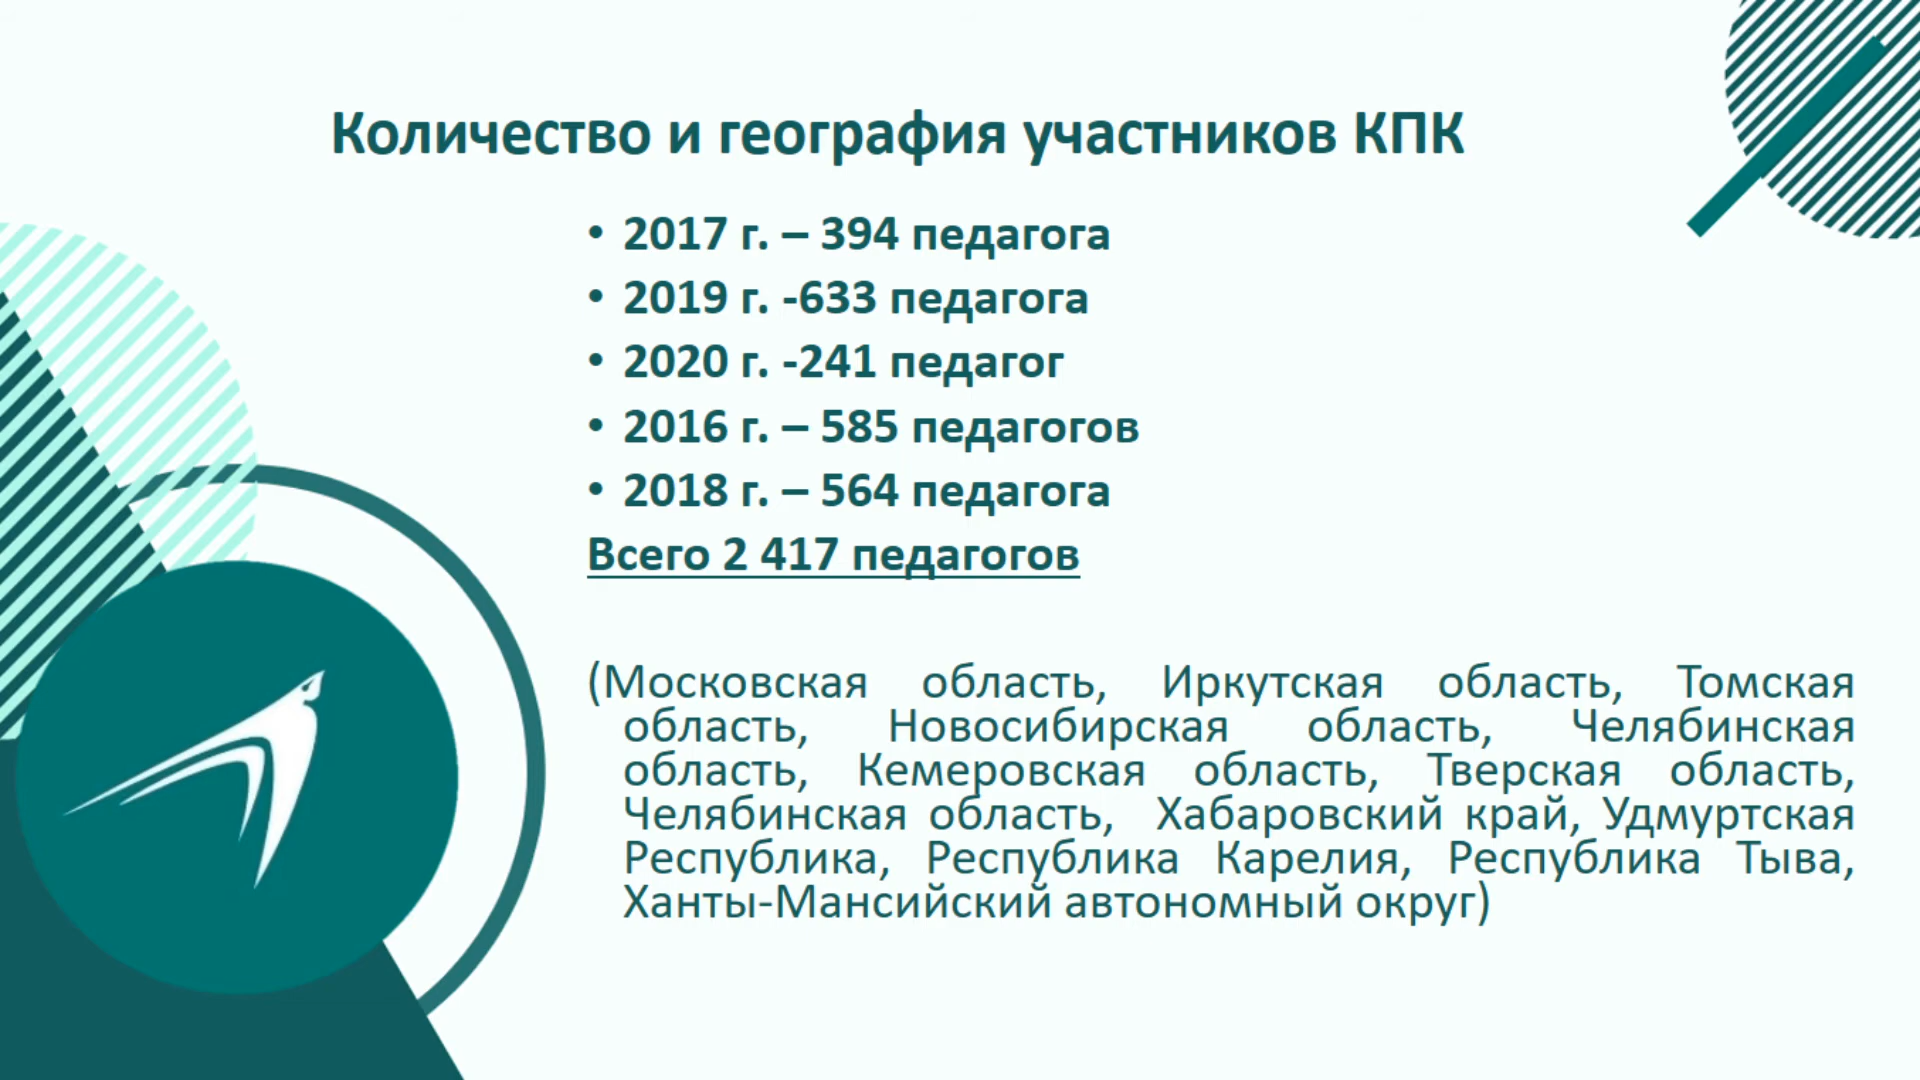 Количество и география участников КПК
• 2017 г. – 394 педагога
• 2019 г. -633 педагога
• 2020 г. -241 педагог
• 2016 г. – 585 педагогов
• 2018 г. – 564 педагога
Всего 2 417 педагогов
(Московская область, Иркутская область, Томская
область, Новосибирская область, Челябинская
область, Кемеровская область, Тверская область,
Челябинская область, Хабаровский край, Удмуртская
Республика, Республика Карелия, Республика Тыва,
Ханты-Мансийский автономный округ)